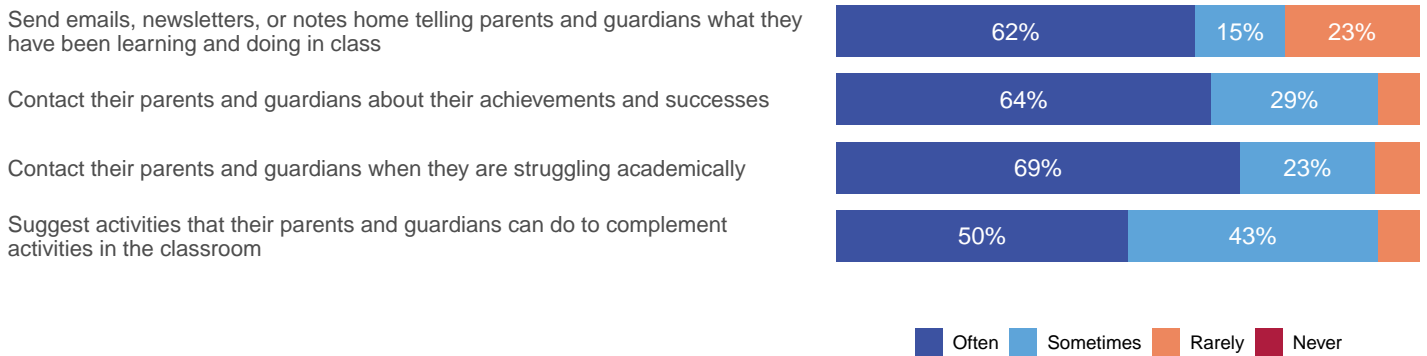 Send emails, newsletters, or notes home telling parents and guardians what they
have been learning and doing in class
62% 15% 23%
Contact their parents and guardians about their achievements and successes
64% 29%
Contact their parents and guardians when they are struggling academically
69% 23%
Suggest activities that their parents and guardians can do to complement
activities in the classroom
50% 43%
Often Sometimes Rarely Never